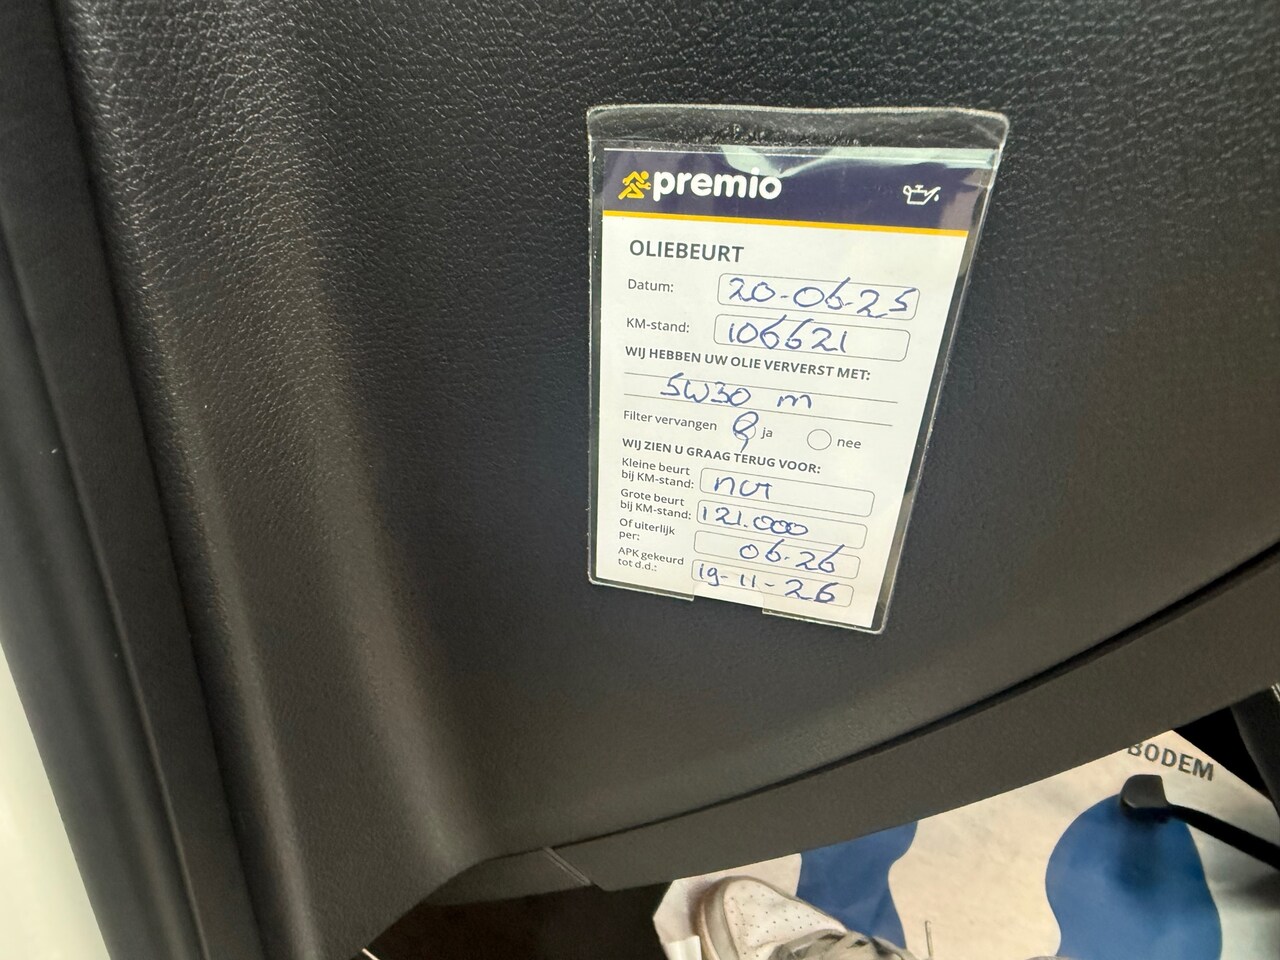 premio
OLIEBEURT
Datum: 20-06-25
KM-stand: 106621
WIJ HEBBEN UW OLIE VERVERST MET:
5W30 m
Filter vervangen ja nee
WIJ ZIEN U GRAAG TERUG VOOR:
Kleine beurt
bij KM-stand: nvt
Grote beurt
bij KM-stand: 121.000
Of uiterlijk
per: 06-26
APK gekeurd
tot d.d.: 19-11-26
BODEM